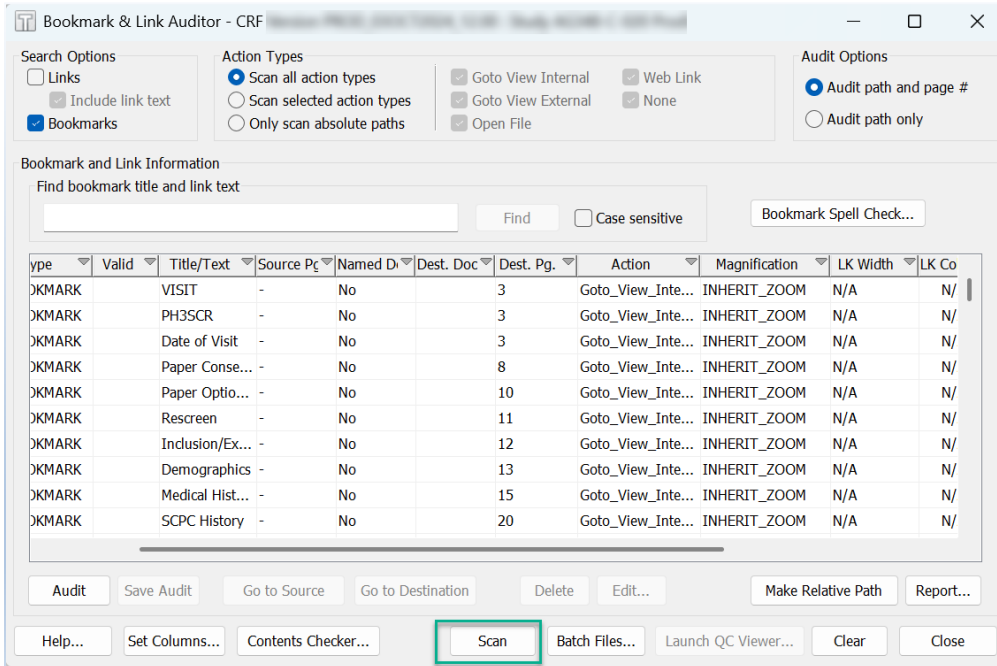 Bookmark & Link Auditor - CRF
Search Options
Action Types
Audit Options
Links
Scan all action types
Goto View Internal
Web Link
Audit path and page #
Include link text
Scan selected action types
Goto View External
None
Bookmarks
Only scan absolute paths
Open File
Audit path only
Bookmark and Link Information
Find bookmark title and link text
Find
Case sensitive
Bookmark Spell Check...
ype Valid Title/Text Source Pg Named D Dest. Doc Dest. Pg. Action Magnification LK Width LK Co
OKMARK VISIT - No 3 Goto_View_Inte... INHERIT_ZOOM N/A N/
OKMARK PH3SCR - No 3 Goto_View_Inte... INHERIT_ZOOM N/A N/
OKMARK Date of Visit - No 3 Goto_View_Inte... INHERIT_ZOOM N/A N/
OKMARK Paper Conse... - No 8 Goto_View_Inte... INHERIT_ZOOM N/A N/
OKMARK Paper Optio... - No 10 Goto_View_Inte... INHERIT_ZOOM N/A N/
OKMARK Rescreen - No 11 Goto_View_Inte... INHERIT_ZOOM N/A N/
OKMARK Inclusion/Ex... - No 12 Goto_View_Inte... INHERIT_ZOOM N/A N/
OKMARK Demographics - No 13 Goto_View_Inte... INHERIT_ZOOM N/A N/
OKMARK Medical Hist... - No 15 Goto_View_Inte... INHERIT_ZOOM N/A N/
OKMARK SCPC History - No 20 Goto_View_Inte... INHERIT_ZOOM N/A N/
Audit Save Audit Go to Source Go to Destination Delete Edit... Make Relative Path Report...
Help... Set Columns... Contents Checker... Scan Batch Files... Launch QC Viewer... Clear Close